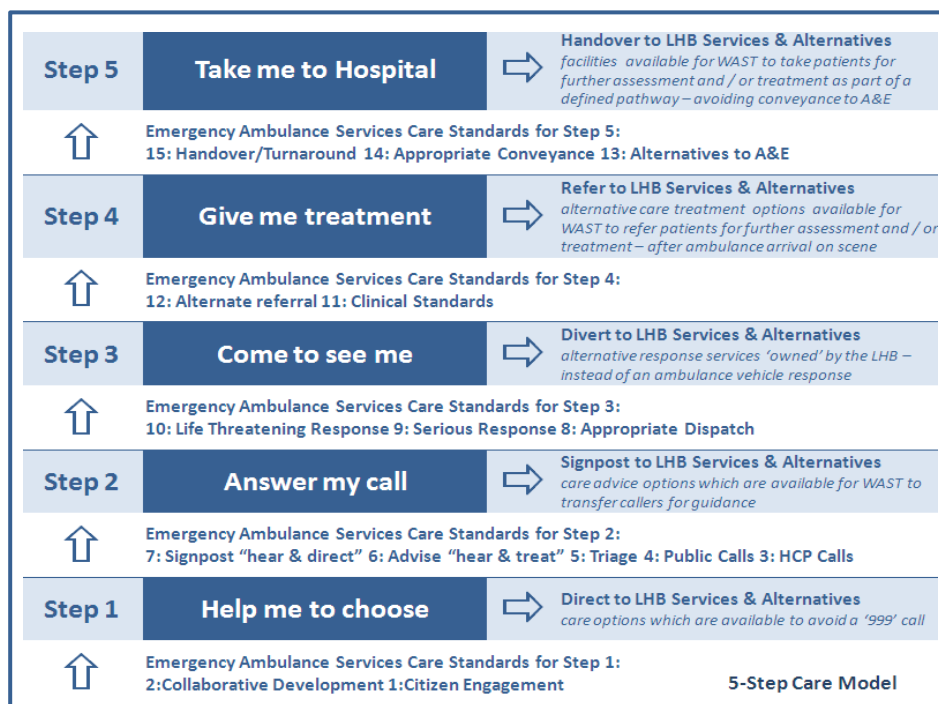 Step 5
Take me to Hospital
Handover to LHB Services & Alternatives
facilities available for WAST to take patients for
further assessment and / or treatment as part of a
defined pathway – avoiding conveyance to A&E
Emergency Ambulance Services Care Standards for Step 5:
15: Handover/Turnaround 14: Appropriate Conveyance 13: Alternatives to A&E
Step 4
Give me treatment
Refer to LHB Services & Alternatives
alternative care treatment options available for
WAST to refer patients for further assessment and / or
treatment – after ambulance arrival on scene
Emergency Ambulance Services Care Standards for Step 4:
12: Alternate referral 11: Clinical Standards
Step 3
Come to see me
Divert to LHB Services & Alternatives
alternative response services ‘owned’ by the LHB –
instead of an ambulance vehicle response
Emergency Ambulance Services Care Standards for Step 3:
10: Life Threatening Response 9: Serious Response 8: Appropriate Dispatch
Step 2
Answer my call
Signpost to LHB Services & Alternatives
care advice options which are available for WAST to
transfer callers for guidance
Emergency Ambulance Services Care Standards for Step 2:
7: Signpost “hear & direct” 6: Advise “hear & treat” 5: Triage 4: Public Calls 3: HCP Calls
Step 1
Help me to choose
Direct to LHB Services & Alternatives
care options which are available to avoid a ‘999’ call
Emergency Ambulance Services Care Standards for Step 1:
2:Collaborative Development 1:Citizen Engagement
5-Step Care Model